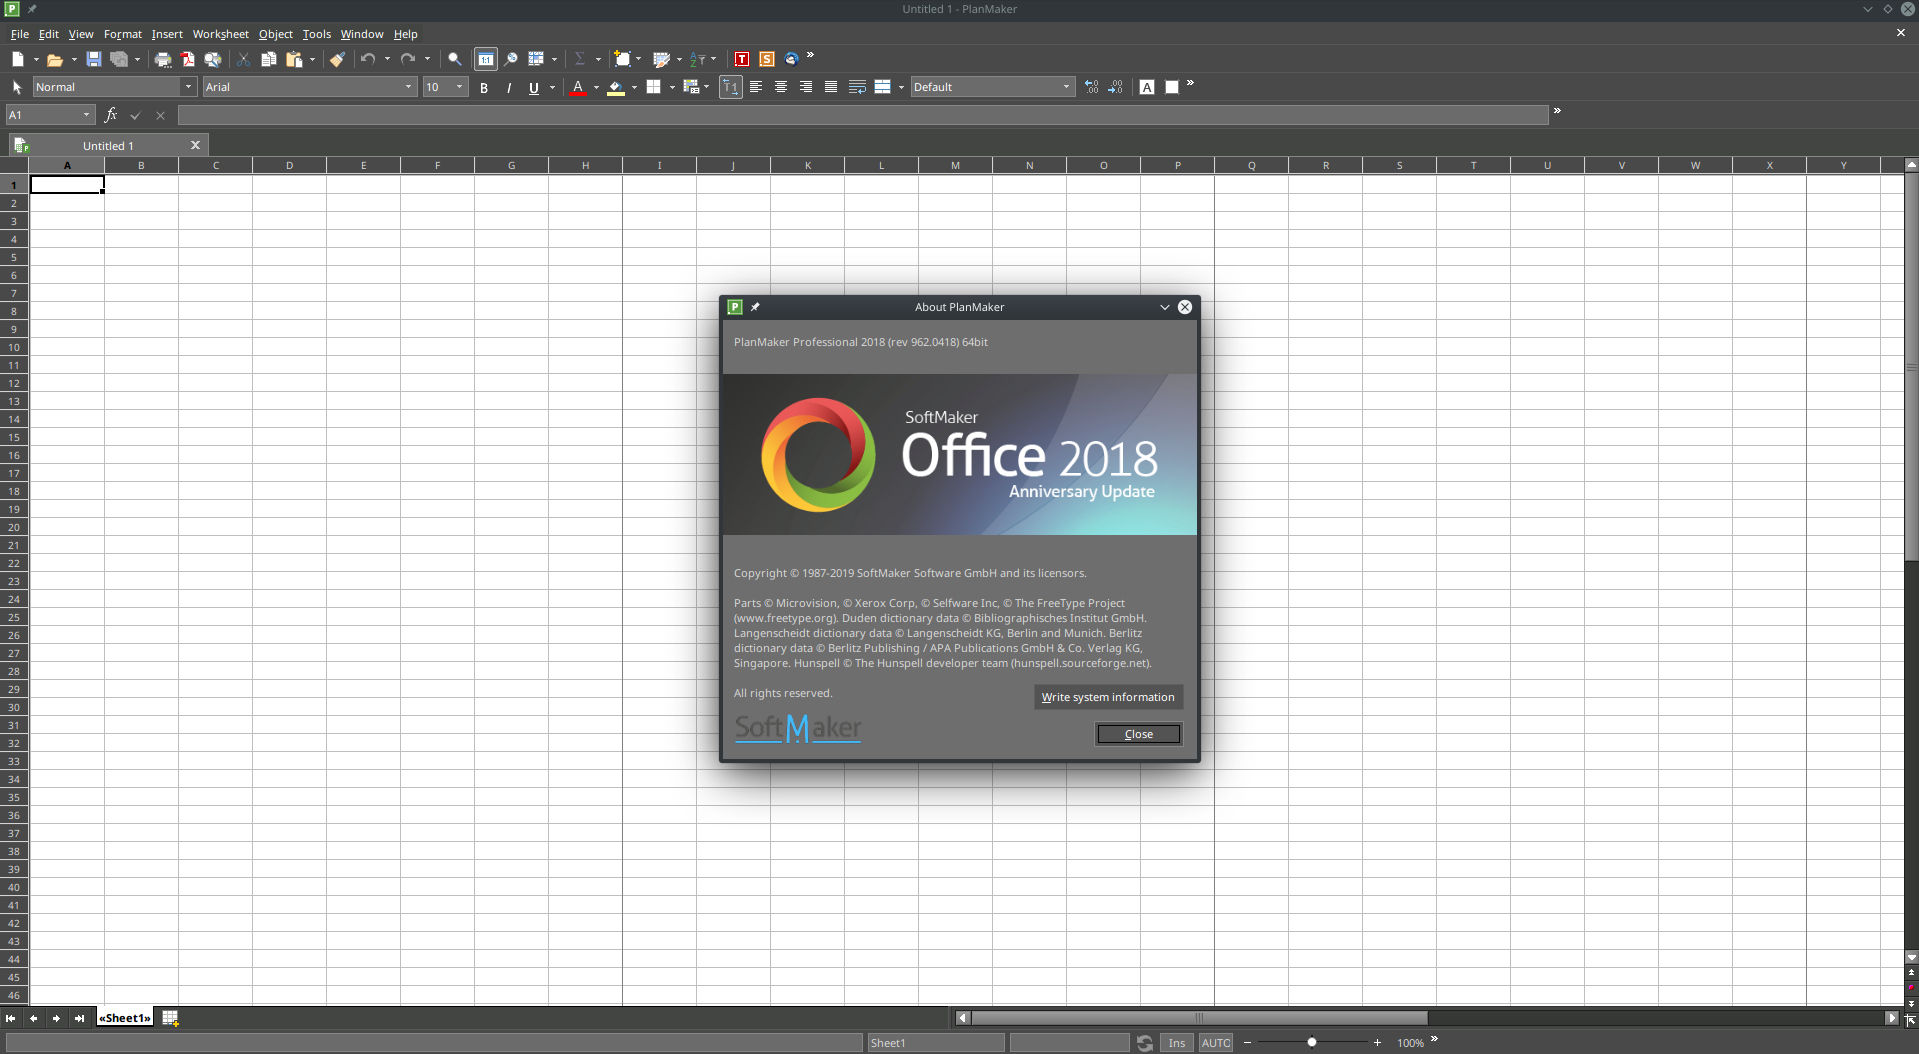 Untitled 1 - PlanMaker
File Edit View Format Insert Worksheet Object Tools Window Help
Normal Arial 10 B I U A Default A
A1 fx
Untitled 1
A B C D E F G H I J K L M N O P Q R S T U V W X Y
1
2
3
4
5
6
7
8
9
10
11
12
13
14
15
16
17
18
19
20
21
22
23
24
25
26
27
28
29
30
31
32
33
34
35
36
37
38
39
40
41
42
43
44
45
46
About PlanMaker
PlanMaker Professional 2018 (rev 962.0418) 64bit
SoftMaker
Office 2018
Anniversary Update
Copyright © 1987-2019 SoftMaker Software GmbH and its licensors.
Parts © Microvision, © Xerox Corp, © Selfware Inc, © The FreeType Project
(www.freetype.org). Duden dictionary data © Bibliographisches Institut GmbH.
Langenscheidt dictionary data © Langenscheidt KG, Berlin and Munich. Berlitz
dictionary data © Berlitz Publishing / APA Publications GmbH & Co. Verlag KG,
Singapore. Hunspell © The Hunspell developer team (hunspell.sourceforge.net).
All rights reserved.
Write system information
SoftMaker
Close
«Sheet1»
Sheet1 Ins AUTO 100%